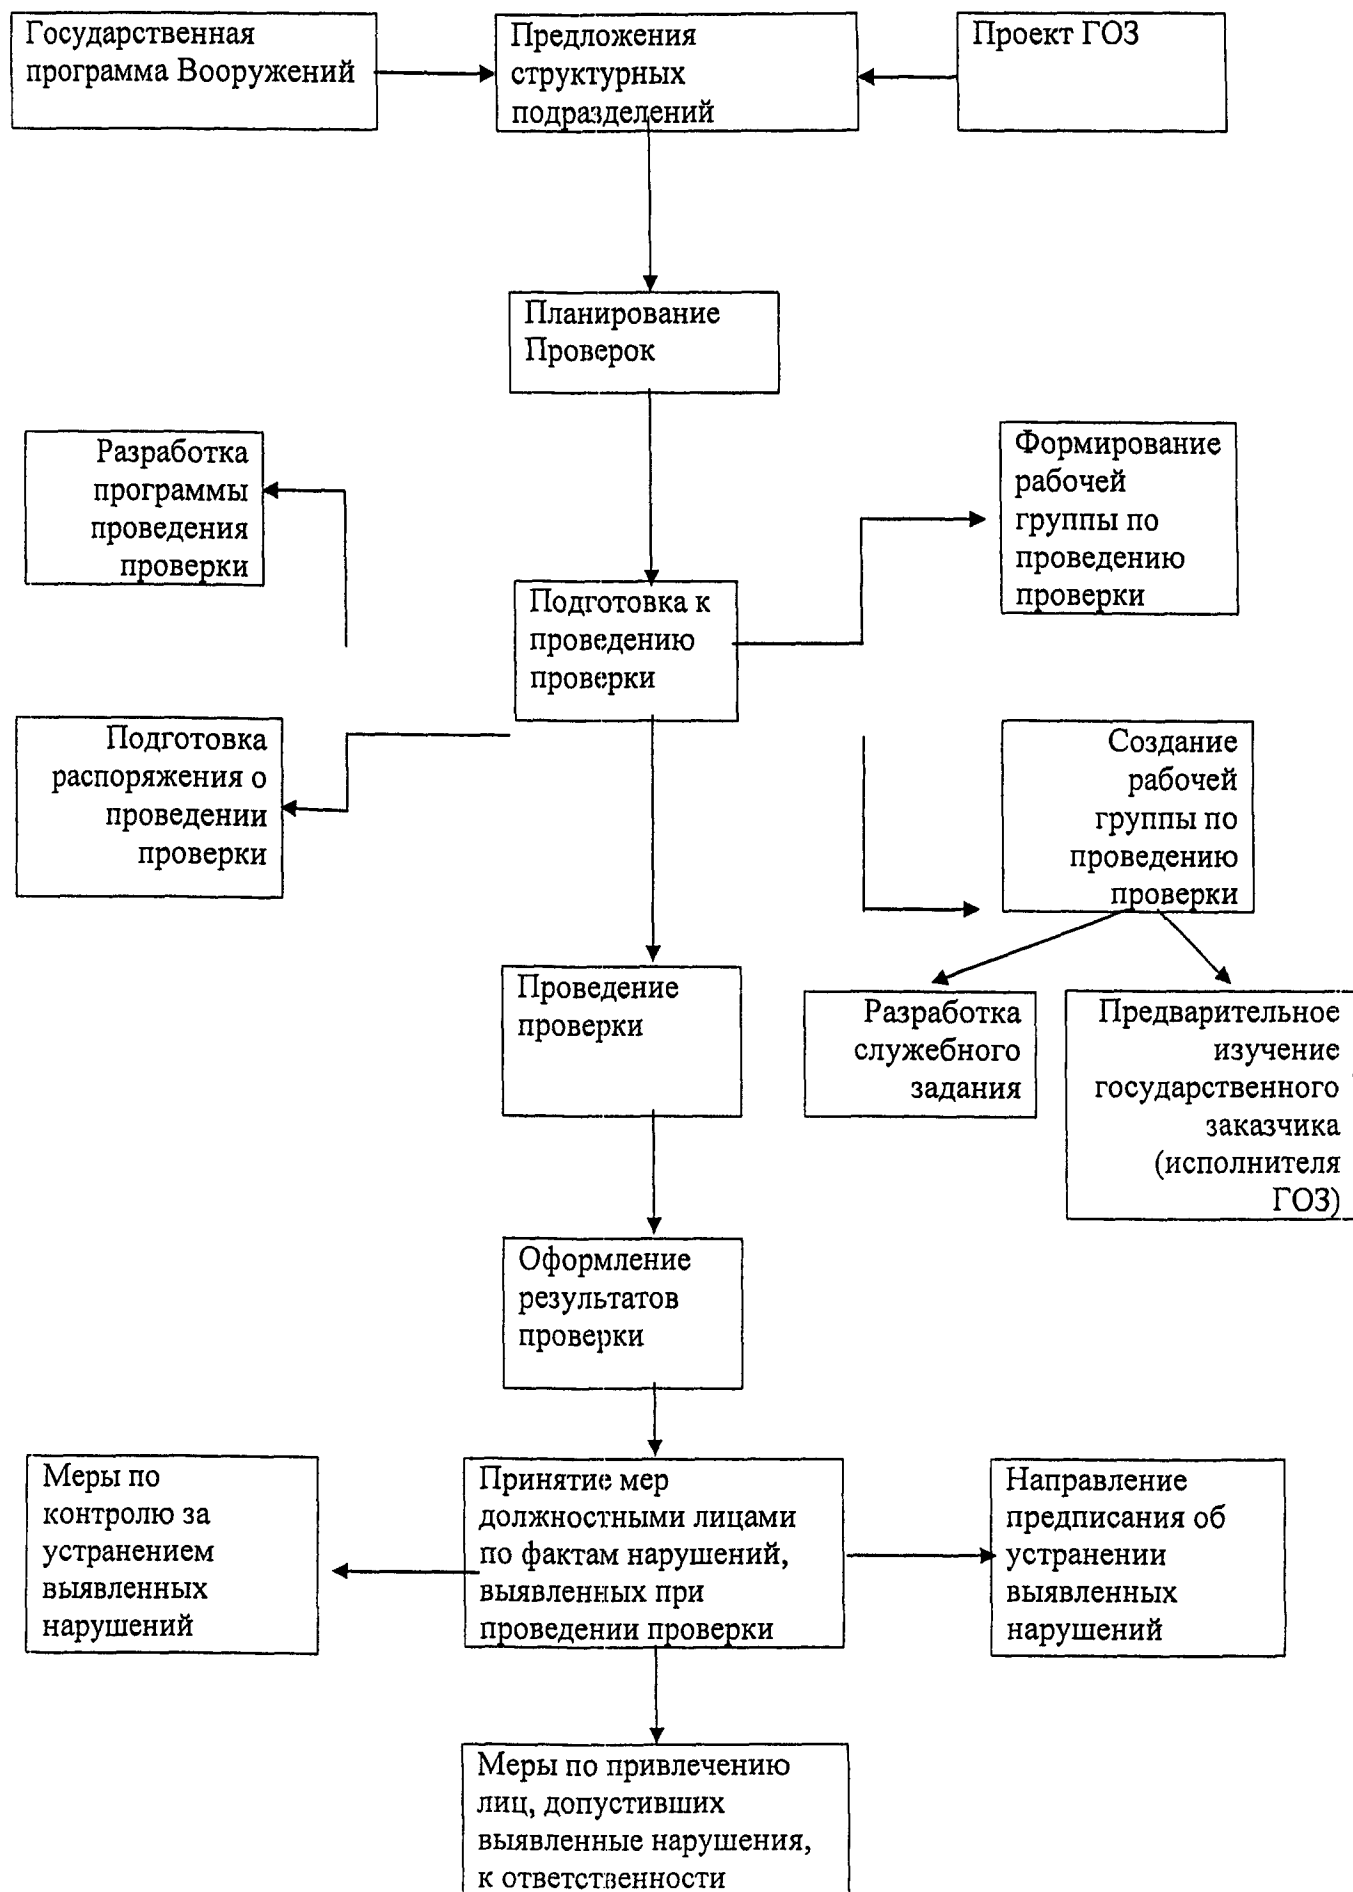 Государственная
программа Вооружений
Предложения
структурных
подразделений
Проект ГОЗ
Планирование
Проверок
Разработка
программы
проведения
проверки
Формирование
рабочей
группы по
проведению
проверки
Подготовка к
проведению
проверки
Подготовка
распоряжения о
проведении
проверки
Создание
рабочей
группы по
проведению
проверки
Проведение
проверки
Разработка
служебного
задания
Предварительное
изучение
государственного
заказчика
(исполнителя
ГОЗ)
Оформление
результатов
проверки
Меры по
контролю за
устранением
выявленных
нарушений
Принятие мер
должностными лицами
по фактам нарушений,
выявленных при
проведении проверки
Направление
предписания об
устранении
выявленных
нарушений
Меры по привлечению
лиц, допустивших
выявленные нарушения,
к ответственности